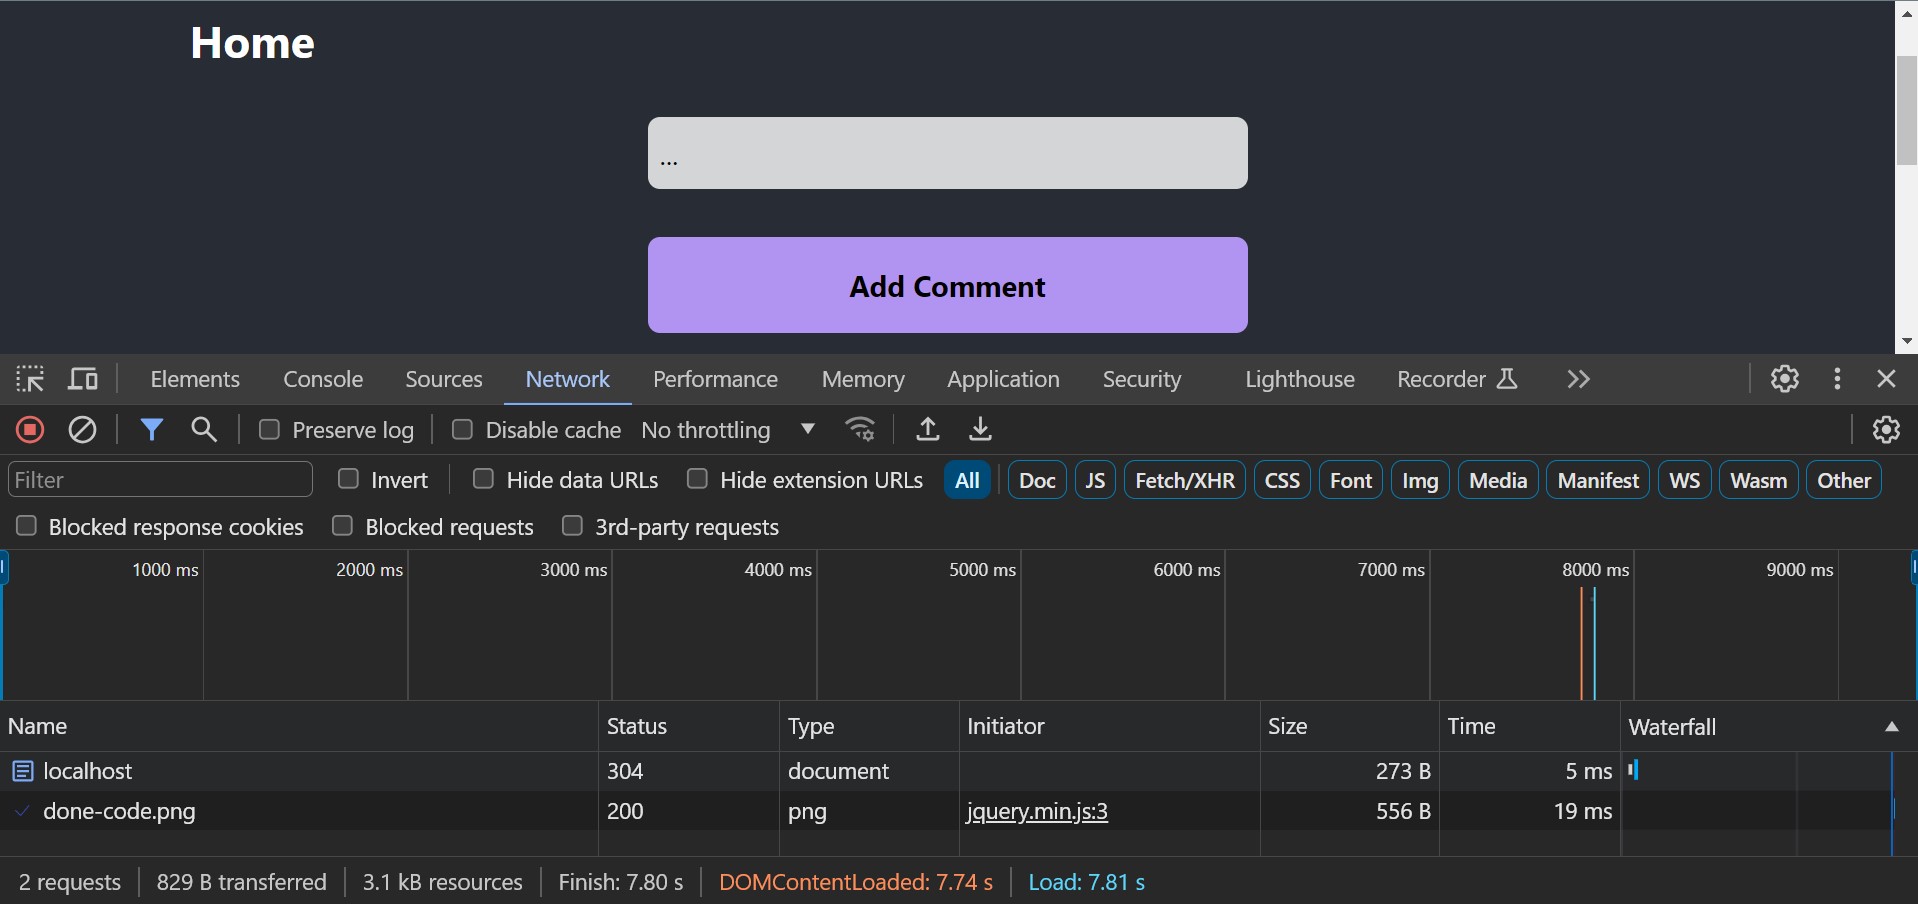 Home
...
Add Comment
Elements Console Sources Network Performance Memory Application Security Lighthouse Recorder
Preserve log Disable cache No throttling
Filter Invert Hide data URLs Hide extension URLs All Doc JS Fetch/XHR CSS Font Img Media Manifest WS Wasm Other
Blocked response cookies Blocked requests 3rd-party requests
1000 ms 2000 ms 3000 ms 4000 ms 5000 ms 6000 ms 7000 ms 8000 ms 9000 ms
Name Status Type Initiator Size Time Waterfall
localhost 304 document 273 B 5 ms
done-code.png 200 png jquery.min.js:3 556 B 19 ms
2 requests 829 B transferred 3.1 kB resources Finish: 7.80 s DOMContentLoaded: 7.74 s Load: 7.81 s